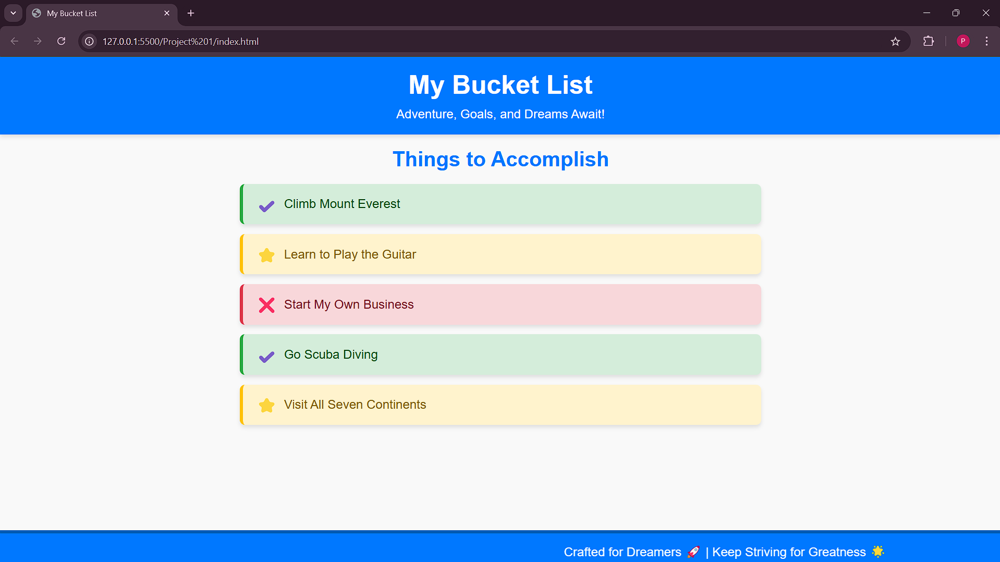 My Bucket List
127.0.0.1:5500/Project%201/index.html
P
My Bucket List
Adventure, Goals, and Dreams Await!
Things to Accomplish
Climb Mount Everest
Learn to Play the Guitar
Start My Own Business
Go Scuba Diving
Visit All Seven Continents
Crafted for Dreamers 🚀 | Keep Striving for Greatness 🌟